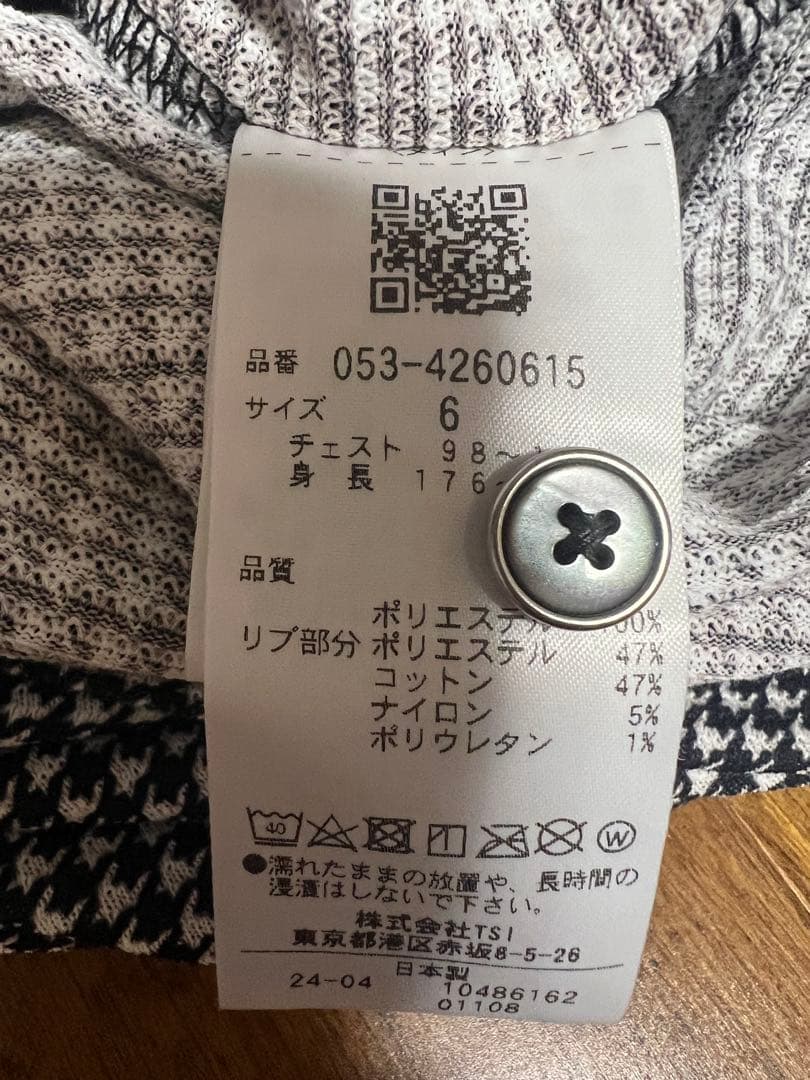 品番 053-4260615
サイズ 6
チェスト 98～
身長 176
品質
ポリエステル 100%
リブ部分 ポリエステル 47%
コットン 47%
ナイロン 5%
ポリウレタン 1%
40
W
●濡れたままの放置や、長時間の
浸漬はしないで下さい。
株式会社TSI
東京都港区赤坂8-5-26
日本製
24-04 10486162
01108